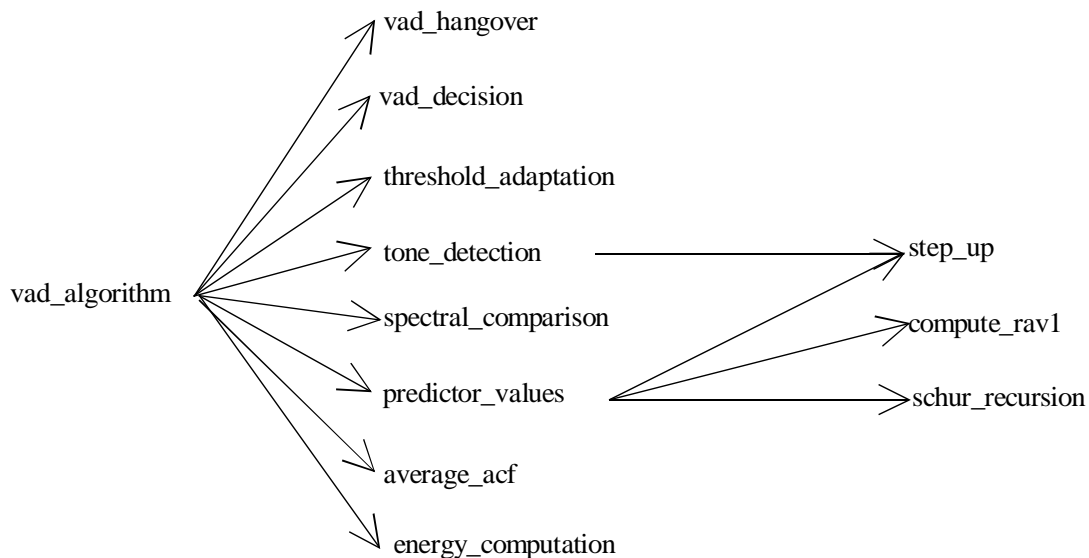 vad_hangover
vad_decision
threshold_adaptation
tone_detection
step_up
vad_algorithm
spectral_comparison
compute_rav1
predictor_values
schur_recursion
average_acf
energy_computation